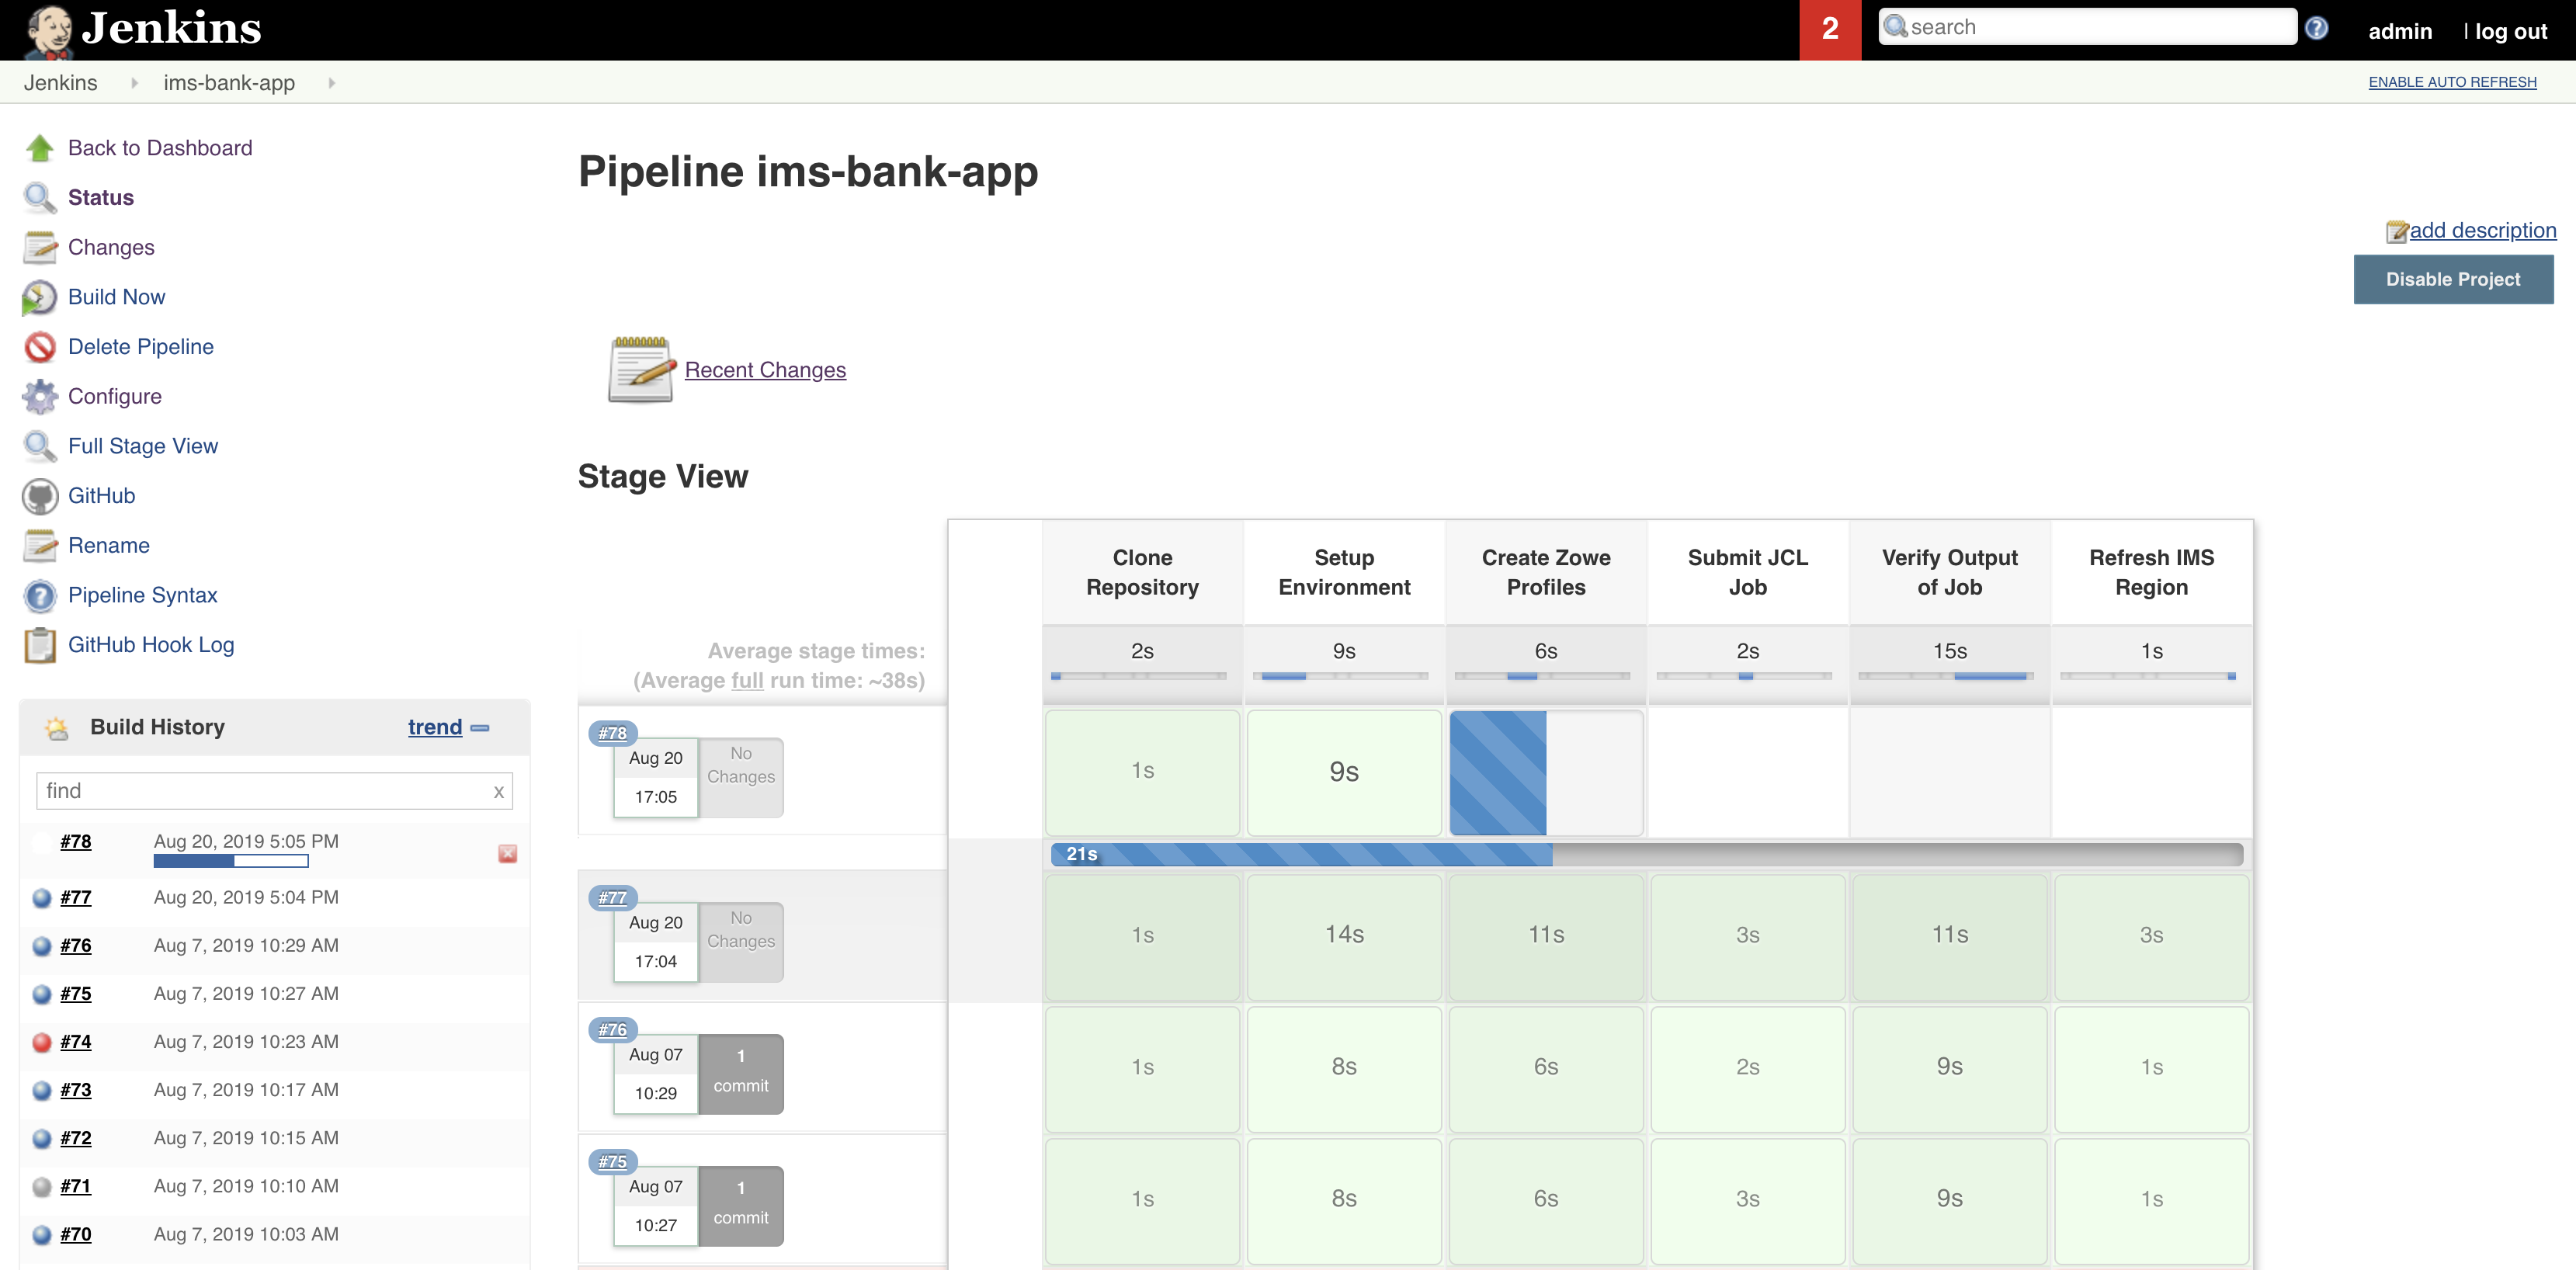 Jenkins
2
search
admin
| log out
Jenkins
ims-bank-app
ENABLE AUTO REFRESH
Back to Dashboard
Status
Changes
Build Now
Delete Pipeline
Configure
Full Stage View
GitHub
Rename
Pipeline Syntax
GitHub Hook Log
Build History
trend
find
x
#78
Aug 20, 2019 5:05 PM
#77
Aug 20, 2019 5:04 PM
#76
Aug 7, 2019 10:29 AM
#75
Aug 7, 2019 10:27 AM
#74
Aug 7, 2019 10:23 AM
#73
Aug 7, 2019 10:17 AM
#72
Aug 7, 2019 10:15 AM
#71
Aug 7, 2019 10:10 AM
#70
Aug 7, 2019 10:03 AM
Pipeline ims-bank-app
add description
Disable Project
Recent Changes
Stage View
Clone
Repository
Setup
Environment
Create Zowe
Profiles
Submit JCL
Job
Verify Output
of Job
Refresh IMS
Region
Average stage times:
(Average full run time: ~38s)
2s
9s
6s
2s
15s
1s
#78
Aug 20
17:05
No
Changes
1s
9s
21s
#77
Aug 20
17:04
No
Changes
1s
14s
11s
3s
11s
3s
#76
Aug 07
10:29
1
commit
1s
8s
6s
2s
9s
1s
#75
Aug 07
10:27
1
commit
1s
8s
6s
3s
9s
1s